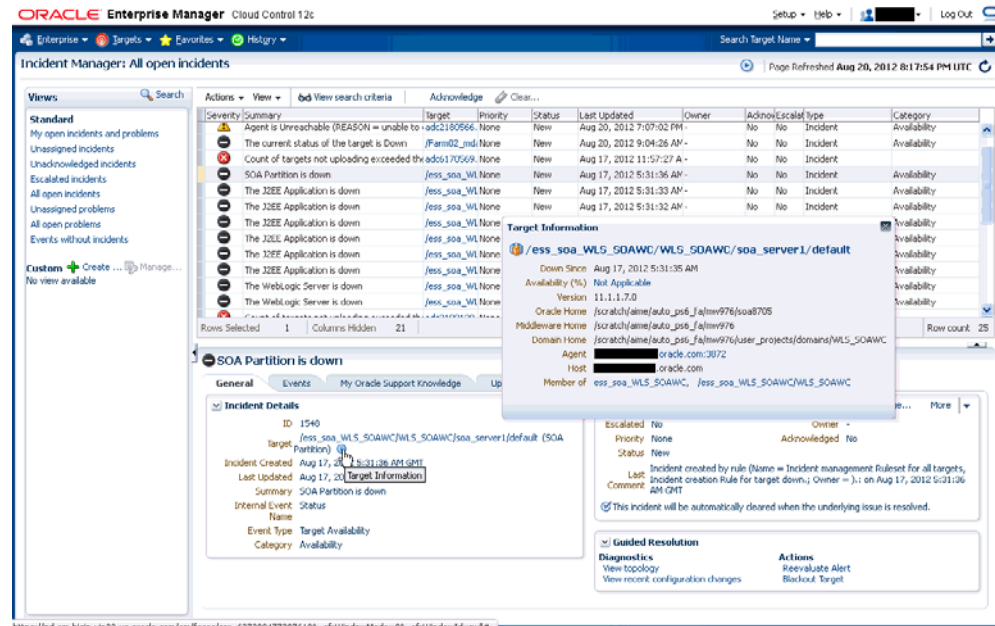 ORACLE Enterprise Manager Cloud Control 12c
Setup Help Log Out
Enterprise Targets Favorites History Search Target Name
Incident Manager: All open incidents
Page Refreshed Aug 20, 2012 8:17:54 PM UTC
Views Search
Standard
My open incidents and problems
Unassigned incidents
Unacknowledged incidents
Escalated incidents
All open incidents
Unassigned problems
All open problems
Events without incidents
Custom Create ... Manage...
No view available
Actions View View search criteria Acknowledge Clear...
Severity Summary Target Priority Status Last Updated Owner Type Category
Agent is Unreachable (REASON = unable to adc2180566. None New Aug 20, 2012 7:07:02 PM - No No Incident Availability
The current status of the target is Down None New Aug 20, 2012 9:04:26 AM - No No Incident Availability
Count of targets not uploading exceeded th adc6170569. None New Aug 17, 2012 11:57:27 A - No No Incident
SOA Partition is down /ess_soa_WL None New Aug 17, 2012 5:31:36 AM - No No Incident Availability
The J2EE Application is down /ess_soa_WL None New Aug 17, 2012 5:31:33 AM - No No Incident Availability
The J2EE Application is down /ess_soa_WL None New Aug 17, 2012 5:31:32 AM - No No Incident Availability
The J2EE Application is down /ess_soa_WL None Availability
The J2EE Application is down /ess_soa_WL None Availability
The J2EE Application is down /ess_soa_WL None Availability
The J2EE Application is down /ess_soa_WL None Availability
The WebLogic Server is down /ess_soa_WL None Availability
The WebLogic Server is down /ess_soa_WL None Availability
Rows Selected 1 Columns Hidden 21 Row count 25
Target Information
/ess_soa_WLS_SOAWC/WLS_SOAWC/soa_server1/default
Down Since Aug 17, 2012 5:31:35 AM
Availability (%) Not Applicable
Version 11.1.1.7.0
Oracle Home /scratch/aime/auto_ps6_fa/mw976/soa8705
Middleware Home /scratch/aime/auto_ps6_fa/mw976
Domain Home /scratch/aime/auto_ps6_fa/mw976/user_projects/domains/WLS_SOAWC
Agent oracle.com:3872
Host .oracle.com
Member of ess_soa_WLS_SOAWC, /ess_soa_WLS_SOAWC/WLS_SOAWC
SOA Partition is down
General Events My Oracle Support Knowledge Up
More
Incident Details
ID 1540
Target /ess_soa_WLS_SOAWC/WLS_SOAWC/soa_server1/default (SOA
Partition)
Incident Created Aug 17, 5:31:36 AM GMT
Last Updated Aug 17, 20
Target Information
Summary SOA Partition is down
Internal Event Name Status
Event Type Target Availability
Category Availability
Escalated No Owner -
Priority None Acknowledged No
Status New
Last Comment Incident created by rule (Name = Incident management Ruleset for all targets,
Incident creation Rule for target down.; Owner = ).: on Aug 17, 2012 5:31:36
AM GMT
This incident will be automatically cleared when the underlying issue is resolved.
Guided Resolution
Diagnostics Actions
View topology Reevaluate Alert
View recent configuration changes Blackout Target